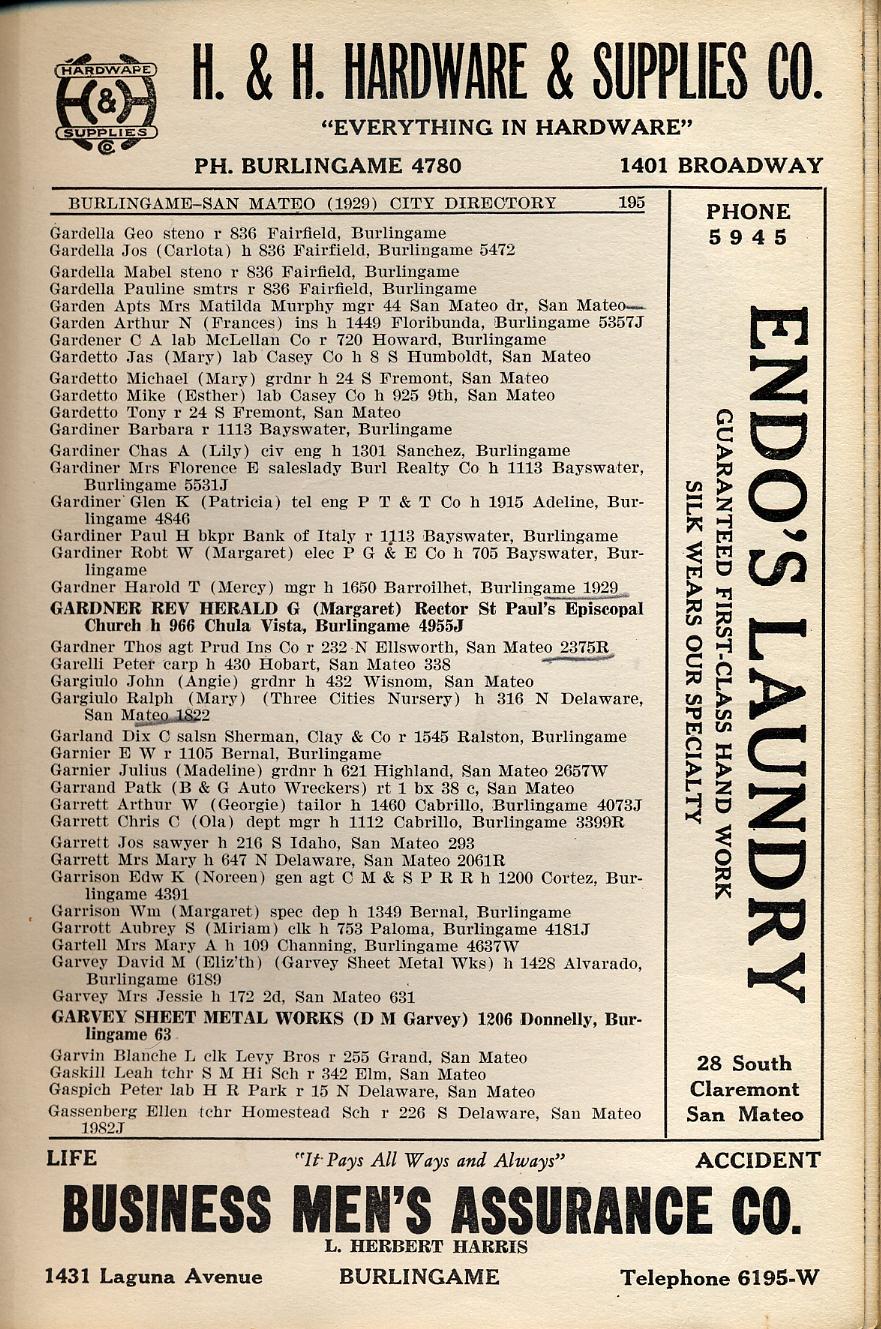 HARDWARE
H&H
SUPPLIES
Co
H. & H. HARDWARE & SUPPLIES CO.
"EVERYTHING IN HARDWARE"
PH. BURLINGAME 4780 1401 BROADWAY
BURLINGAME–SAN MATEO (1929) CITY DIRECTORY 195
Gardella Geo steno r 836 Fairfield, Burlingame
Gardella Jos (Carlota) h 836 Fairfield, Burlingame 5472
Gardella Mabel steno r 836 Fairfield, Burlingame
Gardella Pauline smtrs r 836 Fairfield, Burlingame
Garden Apts Mrs Matilda Murphy mgr 44 San Mateo dr, San Mateo
Garden Arthur N (Frances) ins h 1449 Floribunda, Burlingame 5357J
Gardener C A lab McLellan Co r 720 Howard, Burlingame
Gardetto Jas (Mary) lab Casey Co h 8 S Humboldt, San Mateo
Gardetto Michael (Mary) grdnr h 24 S Fremont, San Mateo
Gardetto Mike (Esther) lab Casey Co h 925 9th, San Mateo
Gardetto Tony r 24 S Fremont, San Mateo
Gardiner Barbara r 1113 Bayswater, Burlingame
Gardiner Chas A (Lily) civ eng h 1301 Sanchez, Burlingame
Gardiner Mrs Florence E saleslady Burl Realty Co h 1113 Bayswater,
Burlingame 5531J
Gardiner Glen K (Patricia) tel eng P T & T Co h 1915 Adeline, Bur-
lingame 4846
Gardiner Paul H bkpr Bank of Italy r 1113 Bayswater, Burlingame
Gardiner Robt W (Margaret) elec P G & E Co h 705 Bayswater, Bur-
lingame
Gardner Harold T (Mercy) mgr h 1650 Barroilhet, Burlingame 1929
GARDNER REV HERALD G (Margaret) Rector St Paul's Episcopal
Church h 966 Chula Vista, Burlingame 4955J
Gardner Thos agt Prud Ins Co r 232 N Ellsworth, San Mateo 2375R
Garelli Peter carp h 430 Hobart, San Mateo 338
Gargiulo John (Angie) grdnr h 432 Wisnom, San Mateo
Gargiulo Ralph (Mary) (Three Cities Nursery) h 316 N Delaware,
San Mateo 1822
Garland Dix C salsn Sherman, Clay & Co r 1545 Ralston, Burlingame
Garnier E W r 1105 Bernal, Burlingame
Garnier Julius (Madeline) grdnr h 621 Highland, San Mateo 2657W
Garrand Patk (B & G Auto Wreckers) rt 1 bx 38 c, San Mateo
Garrett Arthur W (Georgie) tailor h 1460 Cabrillo, Burlingame 4073J
Garrett Chris C (Ola) dept mgr h 1112 Cabrillo, Burlingame 3399R
Garrett Jos sawyer h 216 S Idaho, San Mateo 293
Garrett Mrs Mary h 647 N Delaware, San Mateo 2061R
Garrison Edw K (Noreen) gen agt C M & S P R R h 1200 Cortez, Bur-
lingame 4391
Garrison Wm (Margaret) spec dep h 1349 Bernal, Burlingame
Garrott Aubrey S (Miriam) clk h 753 Paloma, Burlingame 4181J
Gartell Mrs Mary A h 109 Channing, Burlingame 4637W
Garvey David M (Eliz'th) (Garvey Sheet Metal Wks) h 1428 Alvarado,
Burlingame 6189
Garvey Mrs Jessie h 172 2d, San Mateo 631
GARVEY SHEET METAL WORKS (D M Garvey) 1206 Donnelly, Bur-
lingame 63
Garvin Blanche L clk Levy Bros r 255 Grand, San Mateo
Gaskill Leah tchr S M Hi Sch r 342 Elm, San Mateo
Gaspich Peter lab H R Park r 15 N Delaware, San Mateo
Gassenberg Ellen tchr Homestead Sch r 226 S Delaware, San Mateo
1982J
PHONE
5945
ENDO'S LAUNDRY
GUARANTEED FIRST-CLASS HAND WORK
SILK WEARS OUR SPECIALTY
28 South
Claremont
San Mateo
LIFE "It Pays All Ways and Always" ACCIDENT
BUSINESS MEN'S ASSURANCE CO.
L. HERBERT HARRIS
1431 Laguna Avenue BURLINGAME Telephone 6195-W